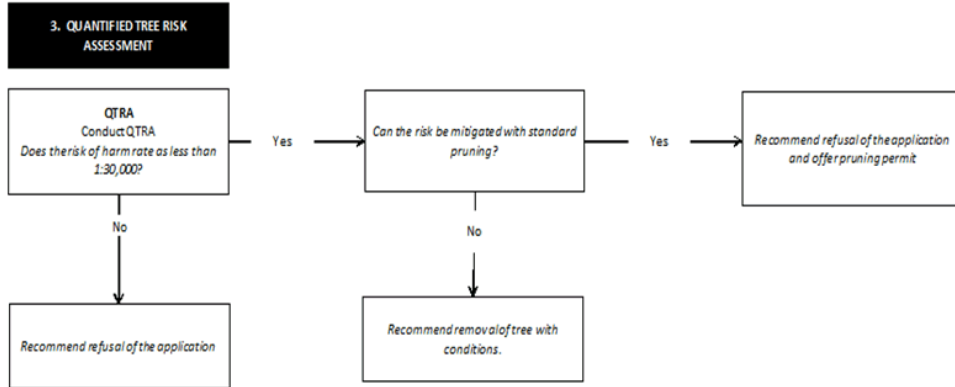 3. QUANTIFIED TREE RISK
ASSESSMENT
QTRA
Conduct QTRA
Does the risk of harm rate as less than
1:30,000?
Yes
Can the risk be mitigated with standard
pruning?
Yes
Recommend refusal of the application
and offer pruning permit
No
No
Recommend refusal of the application
Recommend removal of tree with
conditions.